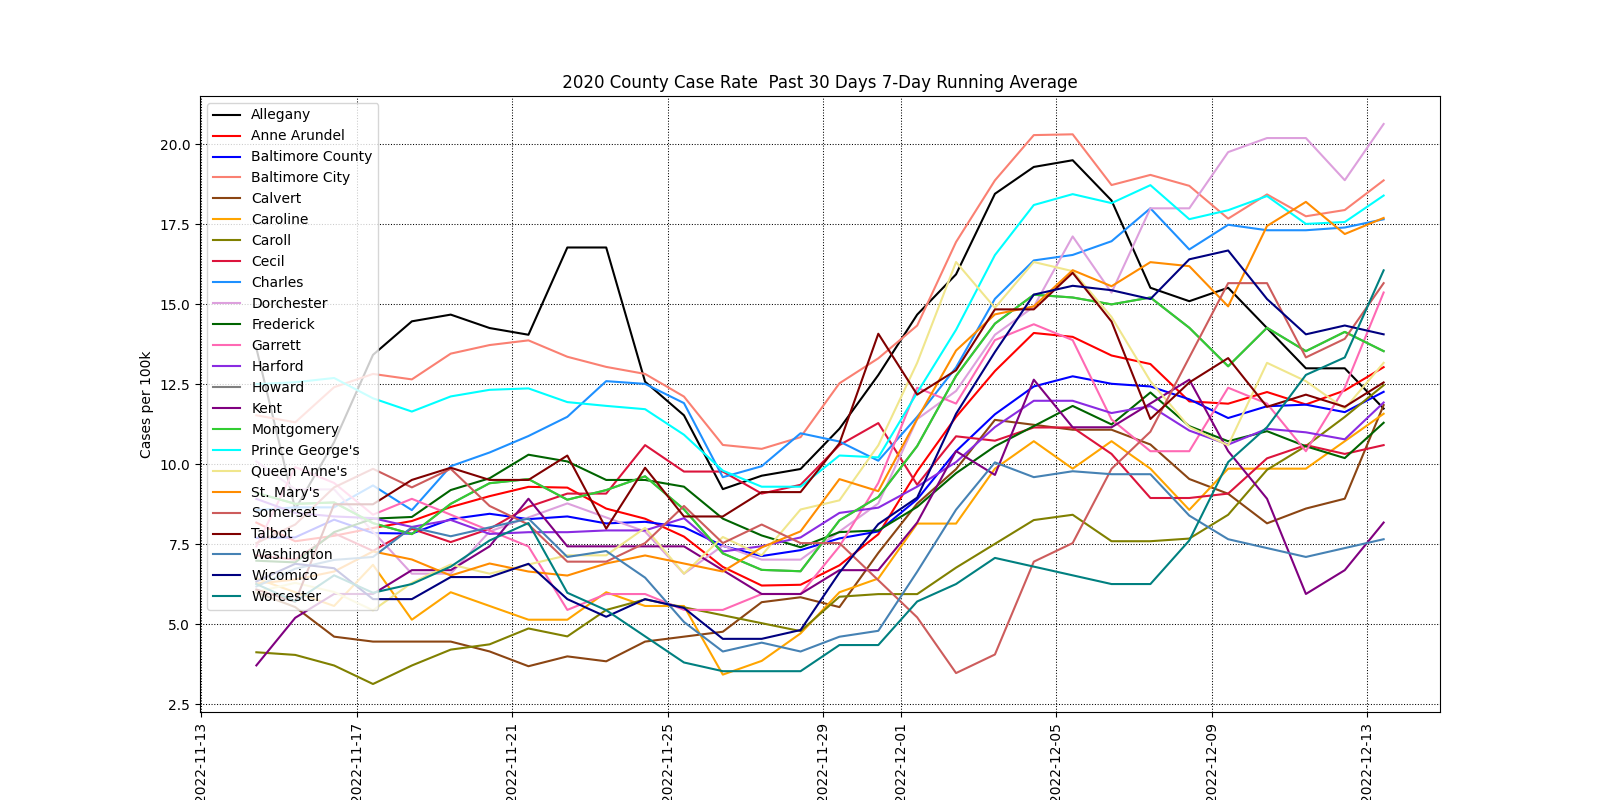 2020 County Case Rate  Past 30 Days 7-Day Running Average
Cases per 100k
20.0
17.5
15.0
12.5
10.0
7.5
5.0
2.5
Allegany
Anne Arundel
Baltimore County
Baltimore City
Calvert
Caroline
Caroll
Cecil
Charles
Dorchester
Frederick
Garrett
Harford
Howard
Kent
Montgomery
Prince George's
Queen Anne's
St. Mary's
Somerset
Talbot
Washington
Wicomico
Worcester
2022-11-13
2022-11-17
2022-11-21
2022-11-25
2022-11-29
2022-12-01
2022-12-05
2022-12-09
2022-12-13